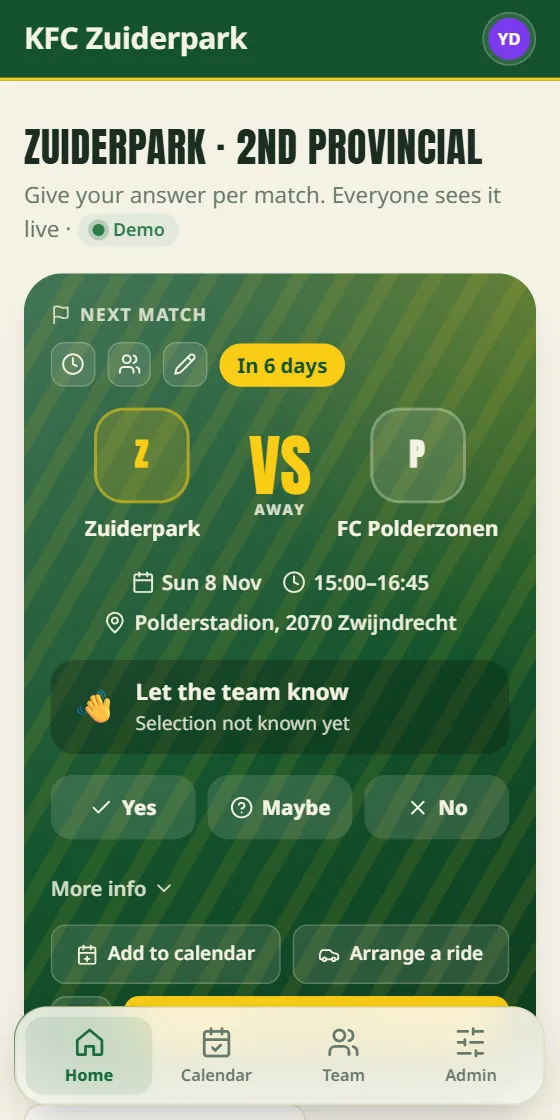 KFC Zuiderpark
YD
ZUIDERPARK · 2ND PROVINCIAL
Give your answer per match. Everyone sees it
live · Demo
NEXT MATCH
In 6 days
Z
VS
P
AWAY
Zuiderpark
FC Polderzonen
Sun 8 Nov
15:00–16:45
Polderstadion, 2070 Zwijndrecht
Let the team know
Selection not known yet
Yes
Maybe
No
More info
Add to calendar
Arrange a ride
Home
Calendar
Team
Admin